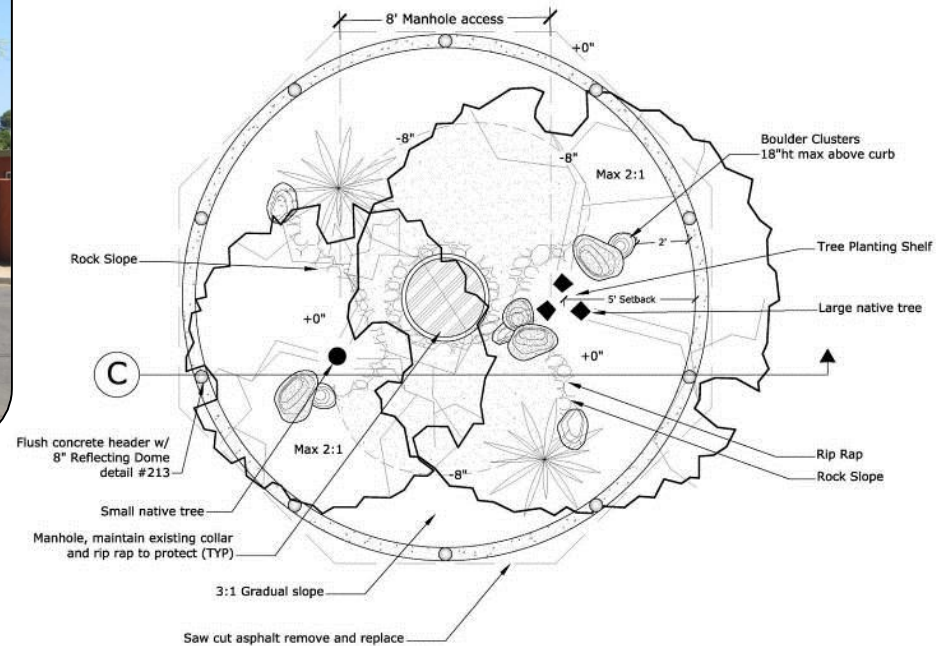 8' Manhole access
+0"
-8"
-8"
Max 2:1
Boulder Clusters
18"ht max above curb
2'
Tree Planting Shelf
Rock Slope
5' Setback
Large native tree
+0"
+0"
C
Flush concrete header w/
8" Reflecting Dome
detail #213
Max 2:1
-8"
Rip Rap
Rock Slope
Small native tree
Manhole, maintain existing collar
and rip rap to protect (TYP)
3:1 Gradual slope
Saw cut asphalt remove and replace